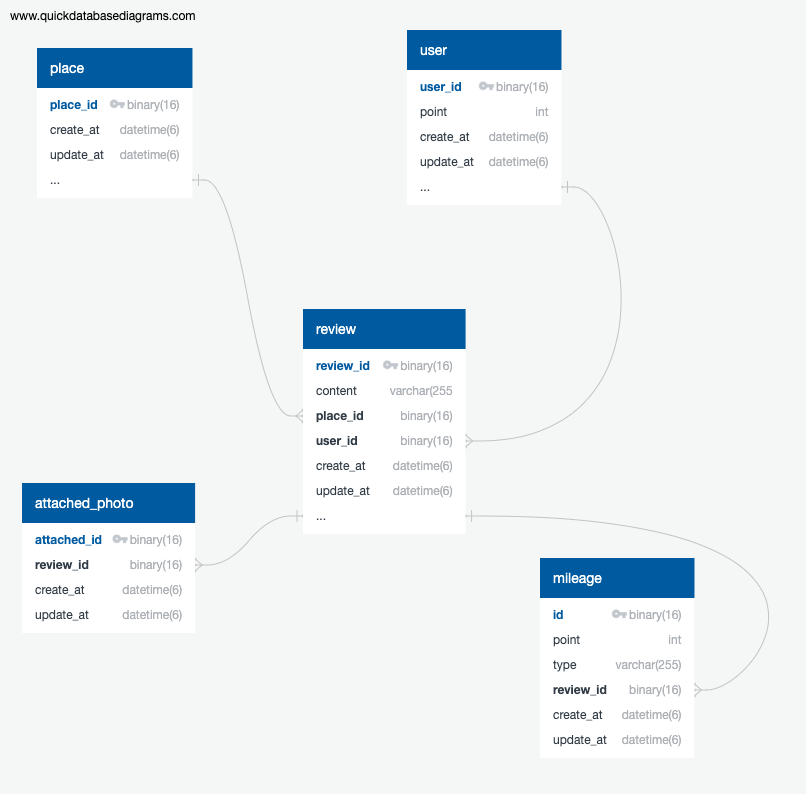 www.quickdatabasediagrams.com
place
place_id binary(16)
create_at datetime(6)
update_at datetime(6)
...
user
user_id binary(16)
point int
create_at datetime(6)
update_at datetime(6)
...
review
review_id binary(16)
content varchar(255
place_id binary(16)
user_id binary(16)
create_at datetime(6)
update_at datetime(6)
...
attached_photo
attached_id binary(16)
review_id binary(16)
create_at datetime(6)
update_at datetime(6)
mileage
id binary(16)
point int
type varchar(255)
review_id binary(16)
create_at datetime(6)
update_at datetime(6)